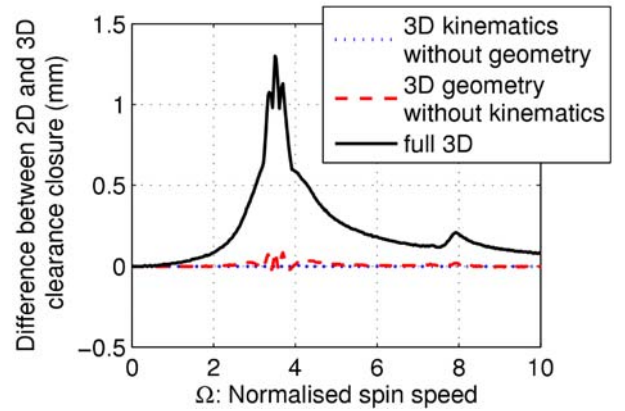 Difference between 2D and 3D
clearance closure (mm)
1.5
1
0.5
0
−0.5
3D kinematics
without geometry
3D geometry
without kinematics
full 3D
0 2 4 6 8 10
Ω: Normalised spin speed